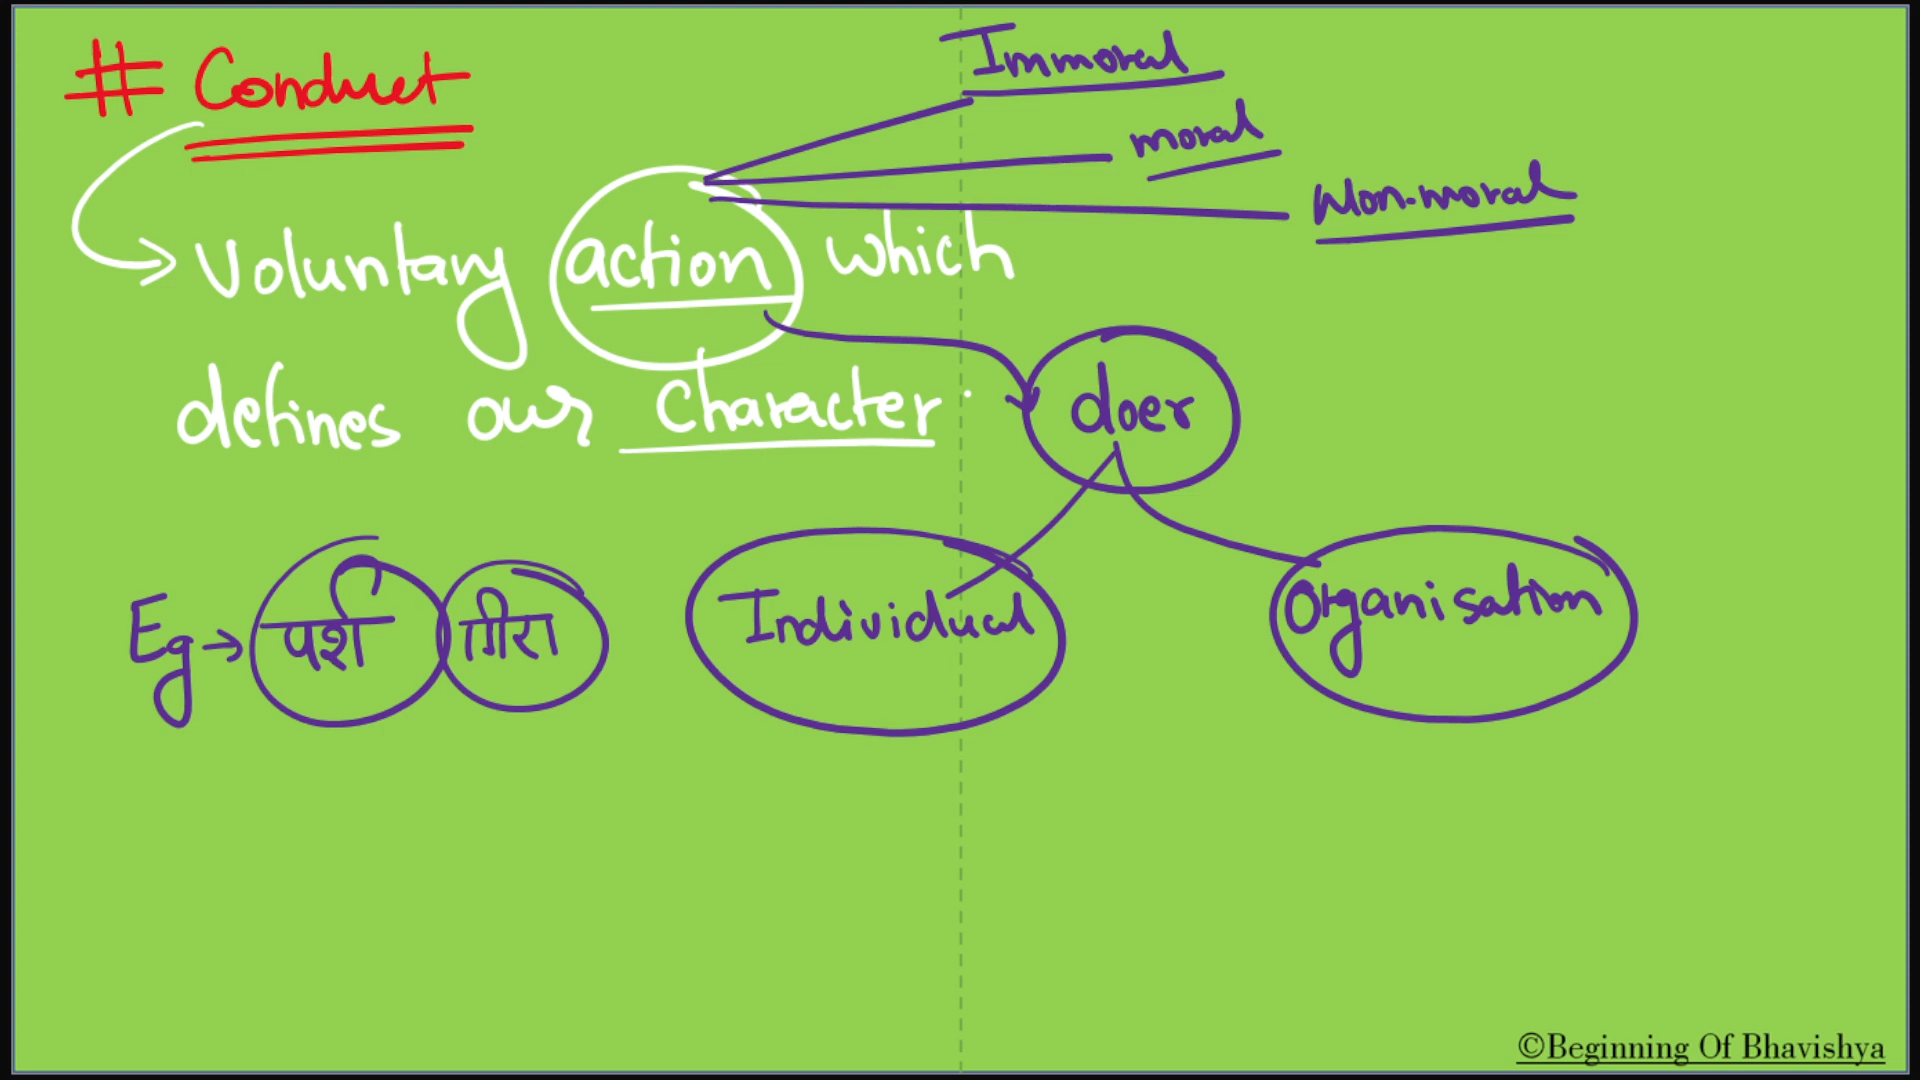 # Conduct
Immoral
moral
Non-moral
Voluntary action which
defines our Character.
doer
Eg→ पर्श
Individual
Organisation
©Beginning Of Bhavishya